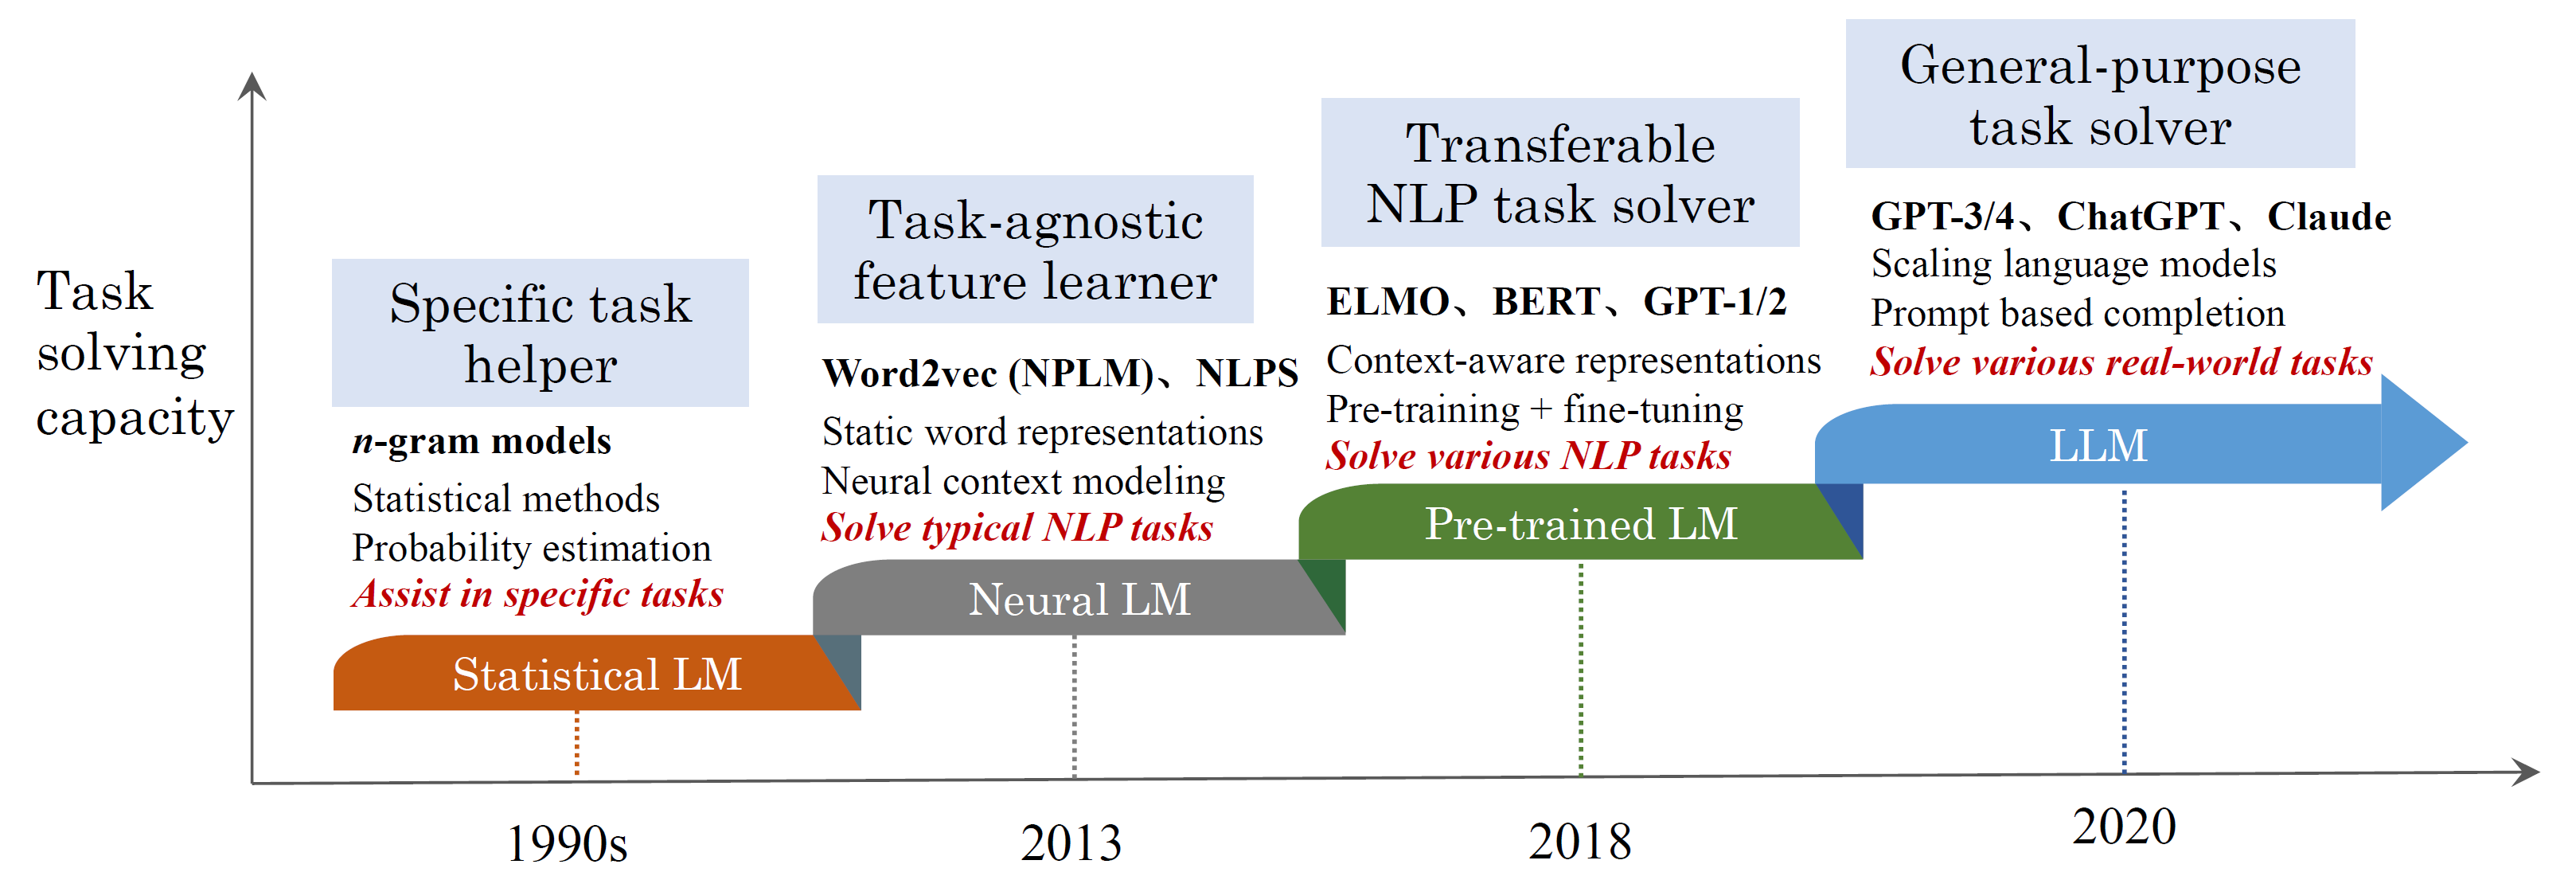 Task
solving
capacity
Specific task
helper
n-gram models
Statistical methods
Probability estimation
Assist in specific tasks
Statistical LM
1990s
Task-agnostic
feature learner
Word2vec (NPLM)、NLPS
Static word representations
Neural context modeling
Solve typical NLP tasks
Neural LM
2013
Transferable
NLP task solver
ELMO、BERT、GPT-1/2
Context-aware representations
Pre-training + fine-tuning
Solve various NLP tasks
Pre-trained LM
2018
General-purpose
task solver
GPT-3/4、ChatGPT、Claude
Scaling language models
Prompt based completion
Solve various real-world tasks
LLM
2020